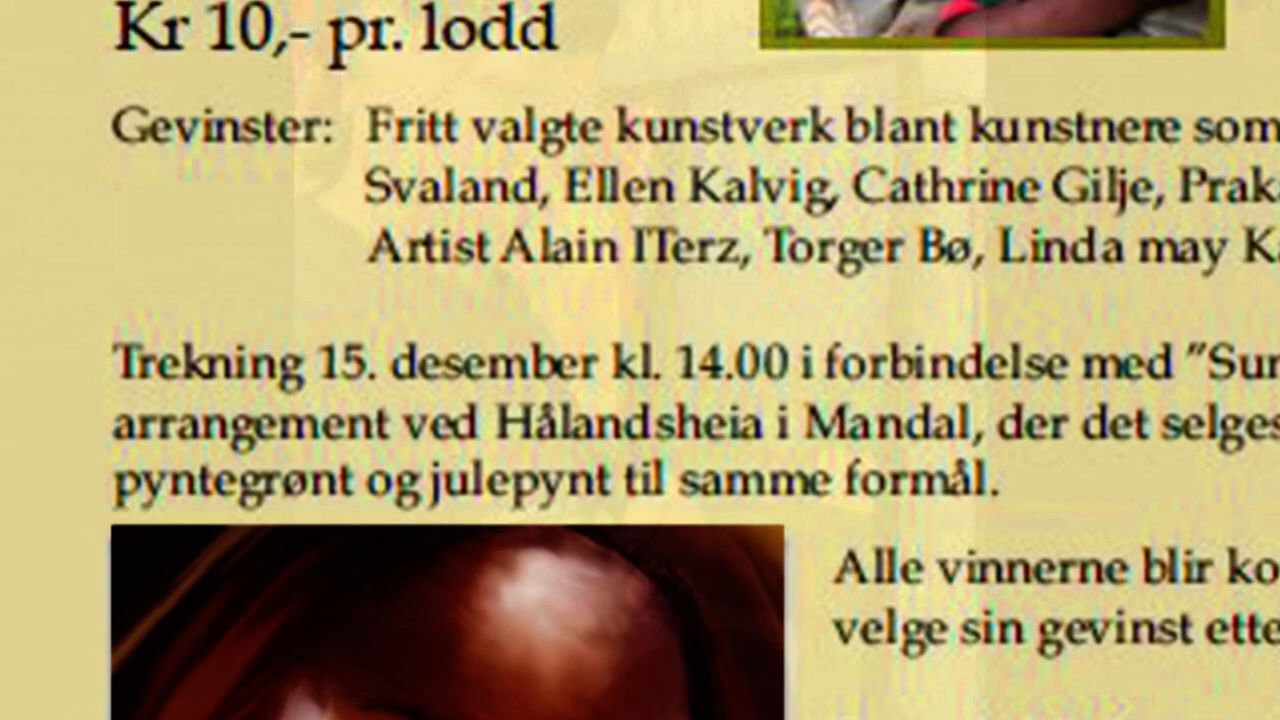 Kr 10,- pr. lodd
Gevinster: Fritt valgte kunstverk blant kunstnere som
Svaland, Ellen Kalvig, Cathrine Gilje,
Artist Alain ITerz, Torger Bø, Linda may
Trekning 15. desember kl. 14.00 i forbindelse med
arrangement ved Hålandsheia i Mandal, der det selges
pyntegrønt og julepynt til samme formål.
Alle vinnerne blir
velge sin gevinst